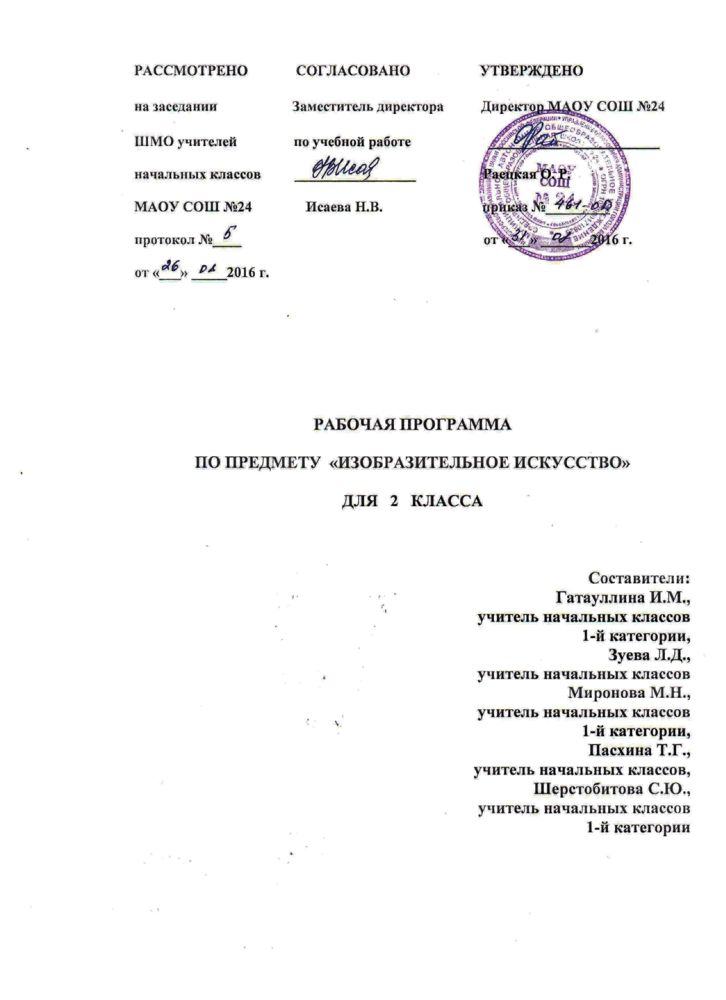 РАССМОТРЕНО СОГЛАСОВАНО УТВЕРЖДЕНО
на заседании Заместитель директора Директор МАОУ СОШ №24
ШМО учителей по учебной работе
начальных классов Раецкая О. Р.
МАОУ СОШ №24 Исаева Н.В. приказ № 461-ОД
протокол № 5 от «31» 08 2016 г.
от «26» 08 2016 г.
МАОУ
СОШ
№ 24
РАБОЧАЯ ПРОГРАММА
ПО ПРЕДМЕТУ «ИЗОБРАЗИТЕЛЬНОЕ ИСКУССТВО»
ДЛЯ 2 КЛАССА
Составители:
Гатауллина И.М.,
учитель начальных классов
1-й категории,
Зуева Л.Д.,
учитель начальных классов
Миронова М.Н.,
учитель начальных классов
1-й категории,
Пасхина Т.Г.,
учитель начальных классов,
Шерстобитова С.Ю.,
учитель начальных классов
1-й категории